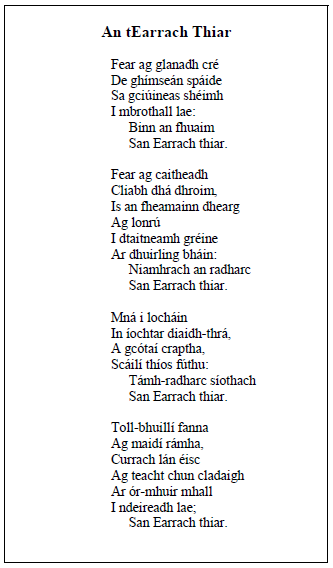 An tEarrach Thiar
Fear ag glanadh cré
De ghímseán spáide
Sa gciúineas shéimh
I mbrothall lae:
Binn an fhuaim
San Earrach thiar.
Fear ag caitheadh
Cliabh dhá dhroim,
Is an fheamainn dhearg
Ag lonrú
I dtaitneamh gréine
Ar dhuirling bháin:
Niamhrach an radharc
San Earrach thiar.
Mná i locháin
In íochtar diaidh-thrá,
A gcótaí craptha,
Scáilí thíos fúthu:
Támh-radharc síothach
San Earrach thiar.
Toll-bhuillí fanna
Ag maidí rámha,
Currach lán éisc
Ag teacht chun cladaigh
Ar ór-mhuir mhall
I ndeireadh lae;
San Earrach thiar.